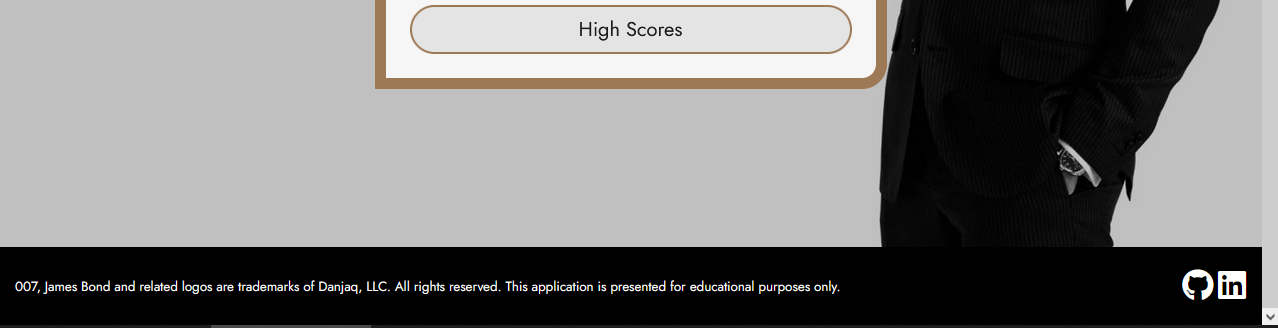 High Scores
007, James Bond and related logos are trademarks of Danjaq, LLC. All rights reserved. This application is presented for educational purposes only.
in